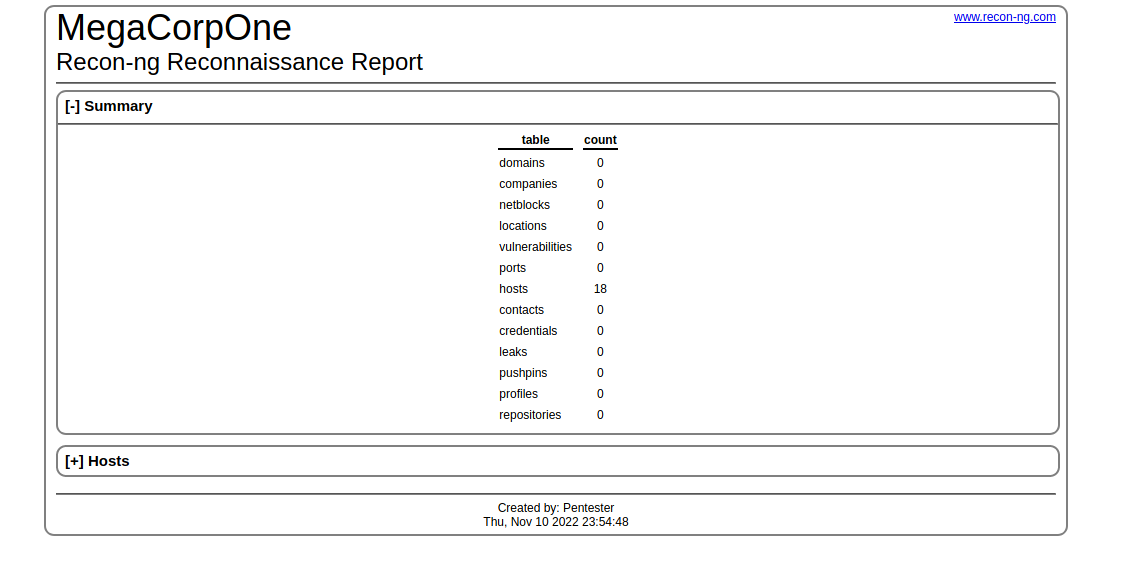 MegaCorpOne
www.recon-ng.com
Recon-ng Reconnaissance Report
[-] Summary
table count
domains 0
companies 0
netblocks 0
locations 0
vulnerabilities 0
ports 0
hosts 18
contacts 0
credentials 0
leaks 0
pushpins 0
profiles 0
repositories 0
[+] Hosts
Created by: Pentester
Thu, Nov 10 2022 23:54:48